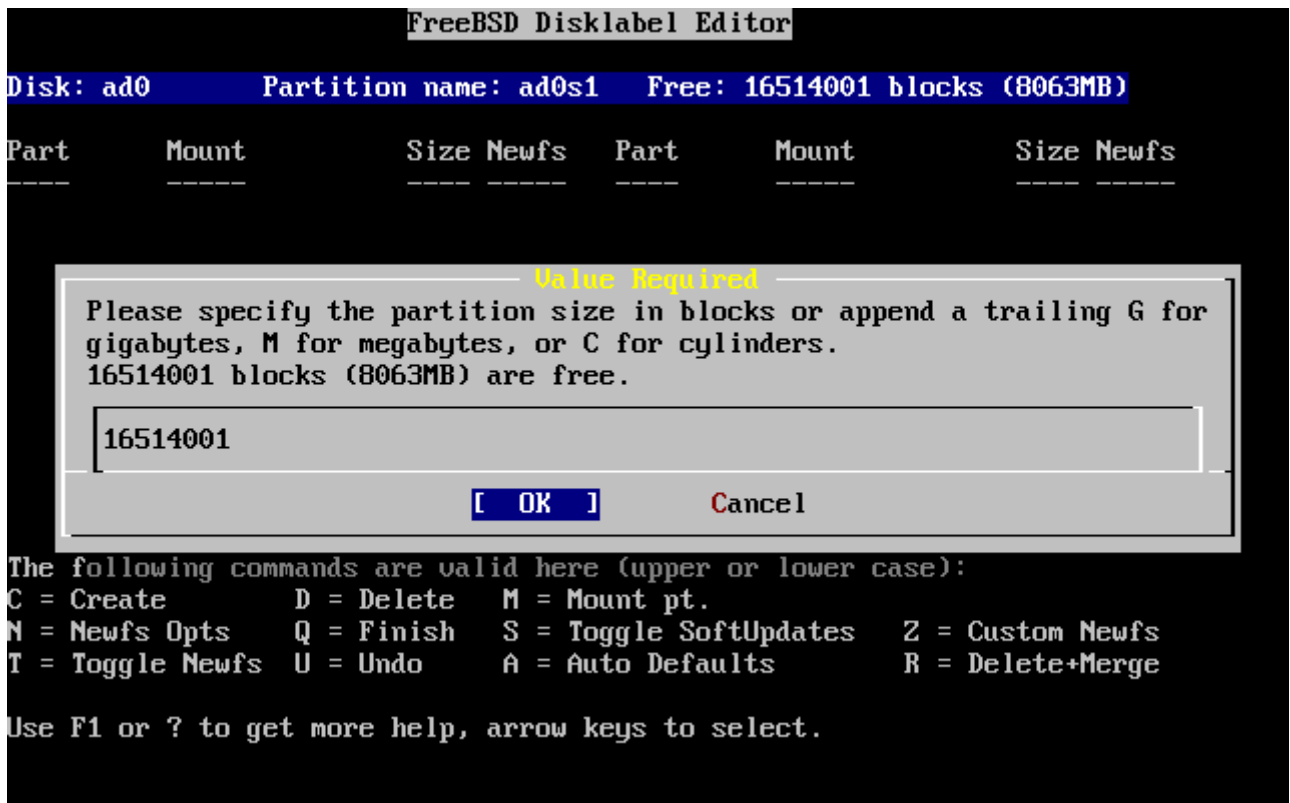 FreeBSD Disklabel Editor
Disk: ad0 Partition name: ad0s1 Free: 16514001 blocks (8063MB)
Part Mount Size Newfs Part Mount Size Newfs
---- ----- ---- ----- ---- ----- ---- -----
Value Required
Please specify the partition size in blocks or append a trailing G for
gigabytes, M for megabytes, or C for cylinders.
16514001 blocks (8063MB) are free.
16514001
[ OK ] Cancel
The following commands are valid here (upper or lower case):
C = Create D = Delete M = Mount pt.
N = Newfs Opts Q = Finish S = Toggle SoftUpdates Z = Custom Newfs
T = Toggle Newfs U = Undo A = Auto Defaults R = Delete+Merge
Use F1 or ? to get more help, arrow keys to select.